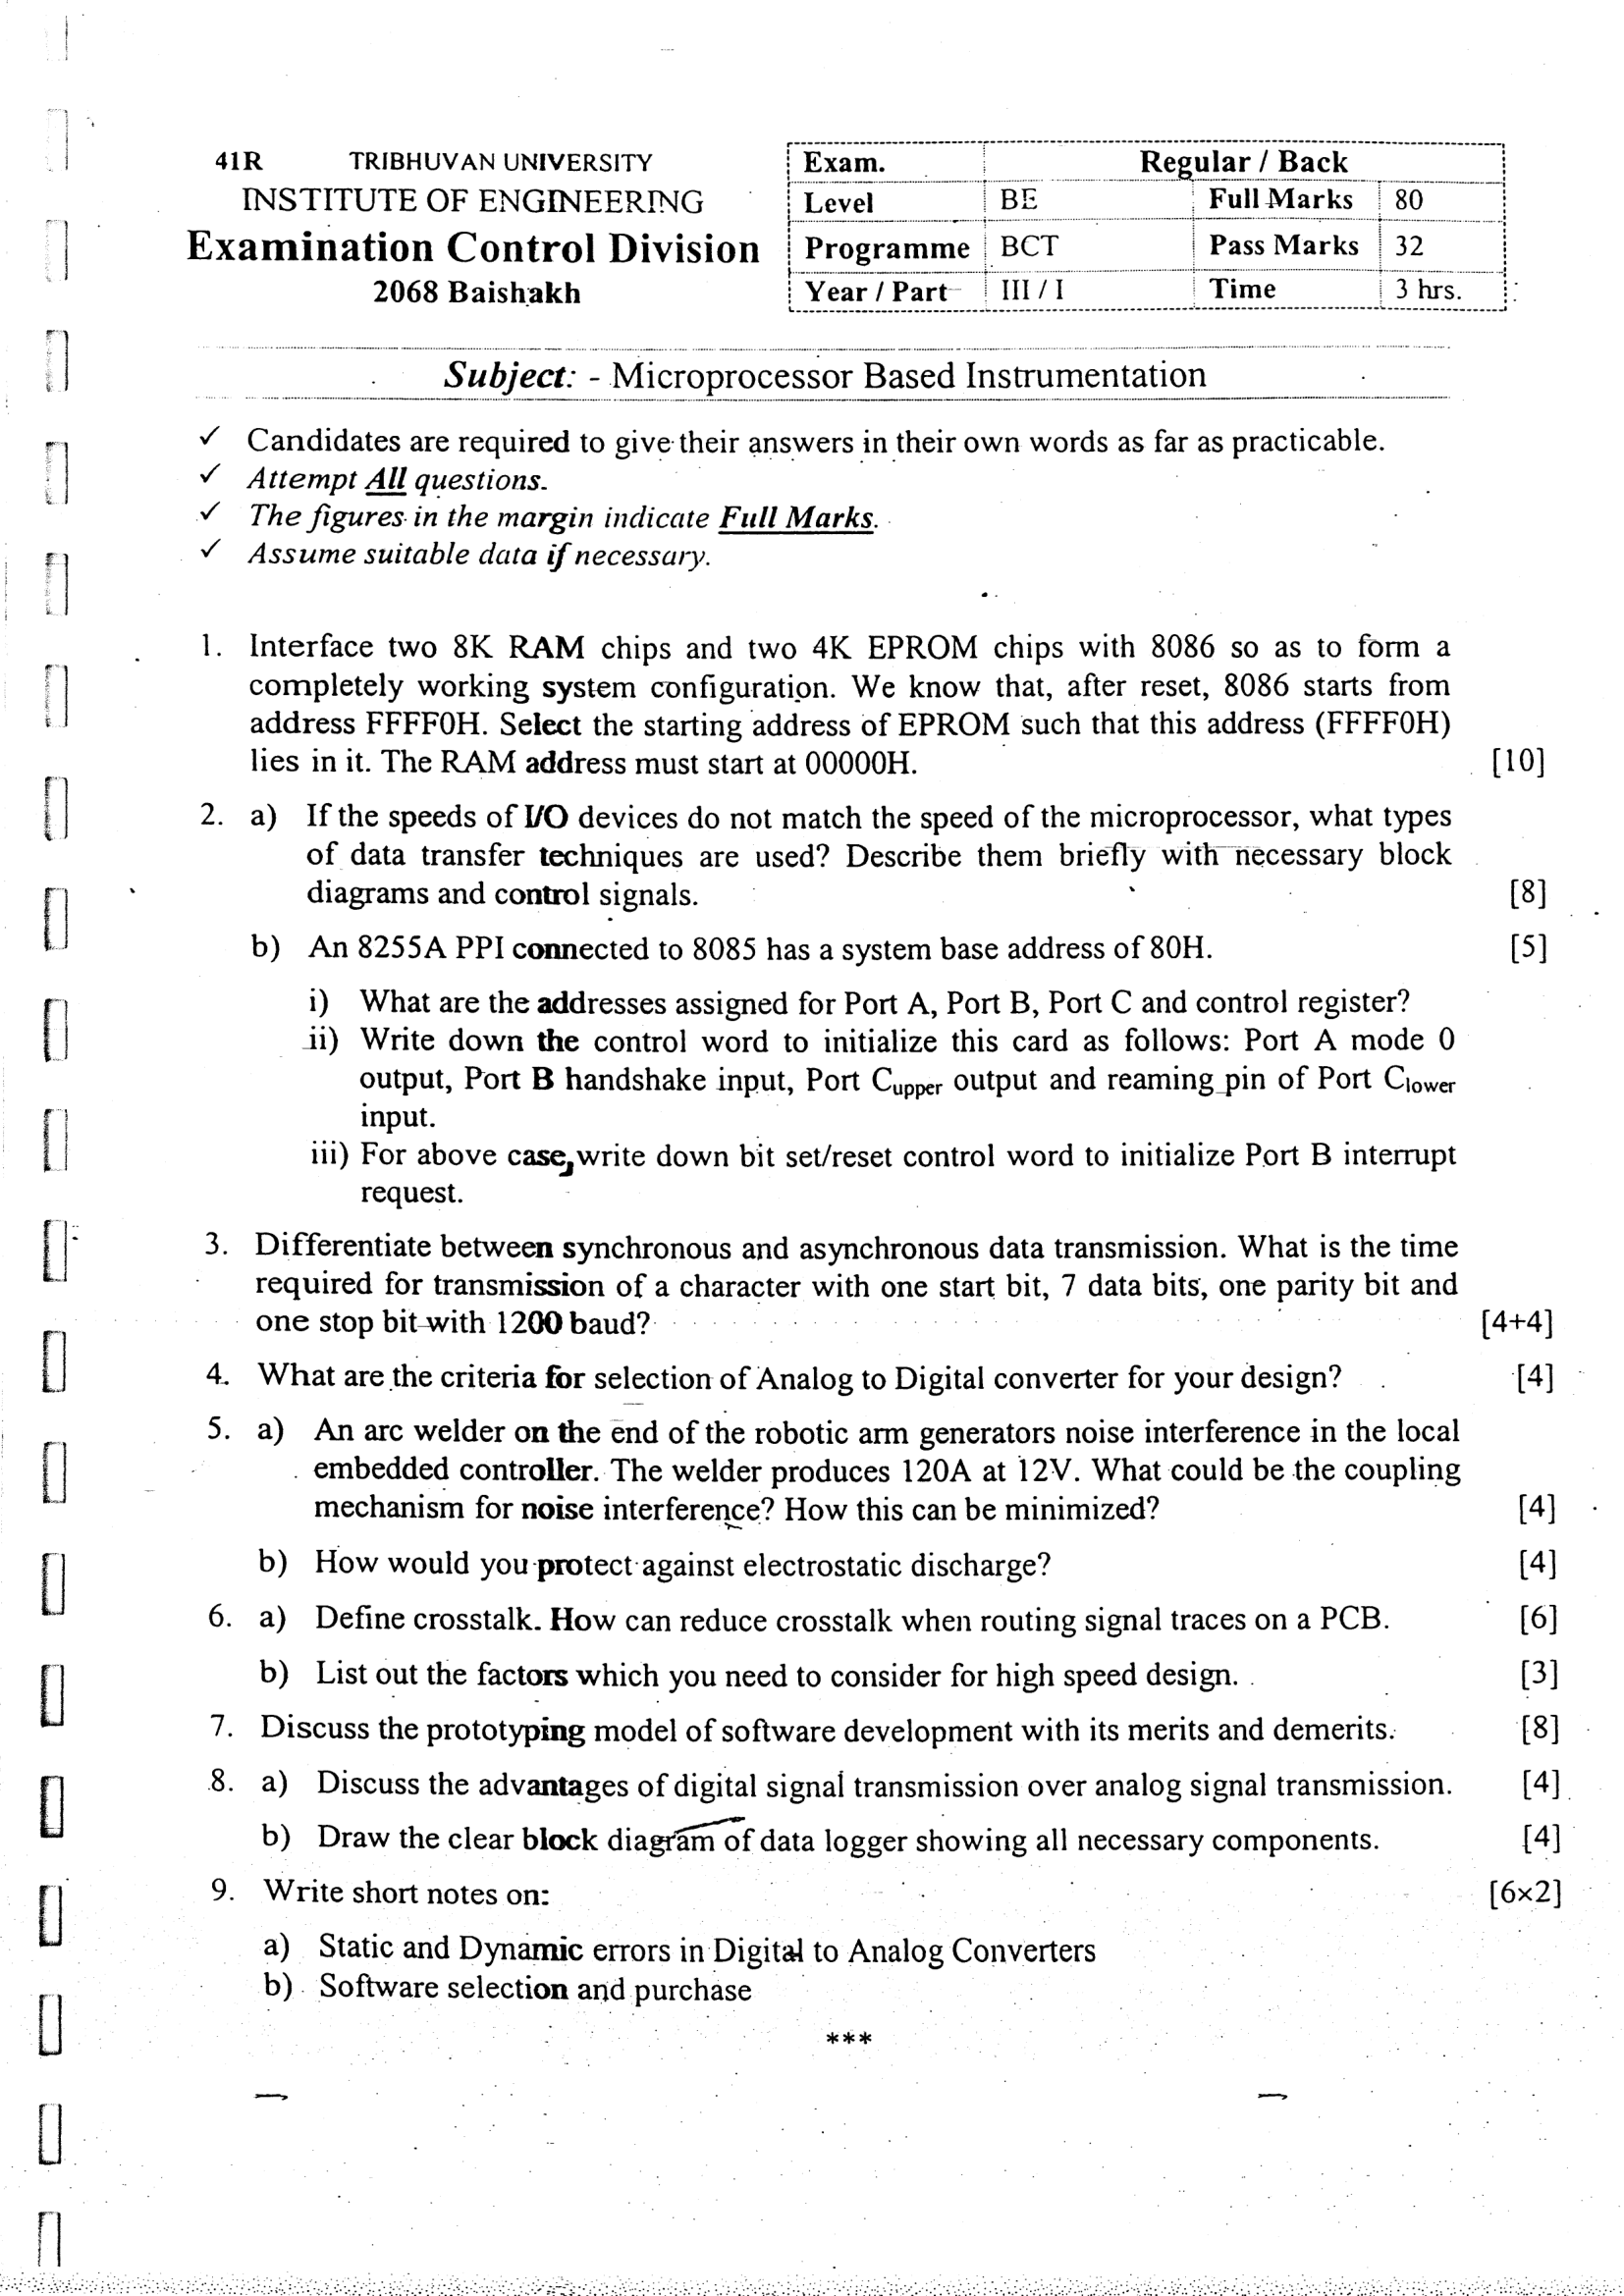 41R TRIBHUVAN UNIVERSITY
INSTITUTE OF ENGINEERING
Examination Control Division
2068 Baishakh
Exam. Regular / Back
Level BE Full Marks 80
Programme BCT Pass Marks 32
Year / Part III / I Time 3 hrs.
Subject: - Microprocessor Based Instrumentation
✓ Candidates are required to give their answers in their own words as far as practicable.
✓ Attempt All questions.
✓ The figures in the margin indicate Full Marks.
✓ Assume suitable data if necessary.
1. Interface two 8K RAM chips and two 4K EPROM chips with 8086 so as to form a
completely working system configuration. We know that, after reset, 8086 starts from
address FFFF0H. Select the starting address of EPROM such that this address (FFFF0H)
lies in it. The RAM address must start at 00000H. [10]
2. a) If the speeds of I/O devices do not match the speed of the microprocessor, what types
of data transfer techniques are used? Describe them briefly with necessary block
diagrams and control signals. [8]
b) An 8255A PPI connected to 8085 has a system base address of 80H. [5]
i) What are the addresses assigned for Port A, Port B, Port C and control register?
ii) Write down the control word to initialize this card as follows: Port A mode 0
output, Port B handshake input, Port Cupper output and reaming pin of Port Clower
input.
iii) For above case, write down bit set/reset control word to initialize Port B interrupt
request.
3. Differentiate between synchronous and asynchronous data transmission. What is the time
required for transmission of a character with one start bit, 7 data bits, one parity bit and
one stop bit with 1200 baud? [4+4]
4. What are the criteria for selection of Analog to Digital converter for your design? [4]
5. a) An arc welder on the end of the robotic arm generators noise interference in the local
embedded controller. The welder produces 120A at 12V. What could be the coupling
mechanism for noise interference? How this can be minimized? [4]
b) How would you protect against electrostatic discharge? [4]
6. a) Define crosstalk. How can reduce crosstalk when routing signal traces on a PCB. [6]
b) List out the factors which you need to consider for high speed design. [3]
7. Discuss the prototyping model of software development with its merits and demerits. [8]
8. a) Discuss the advantages of digital signal transmission over analog signal transmission. [4]
b) Draw the clear block diagram of data logger showing all necessary components. [4]
9. Write short notes on: [6×2]
a) Static and Dynamic errors in Digital to Analog Converters
b) Software selection and purchase
***